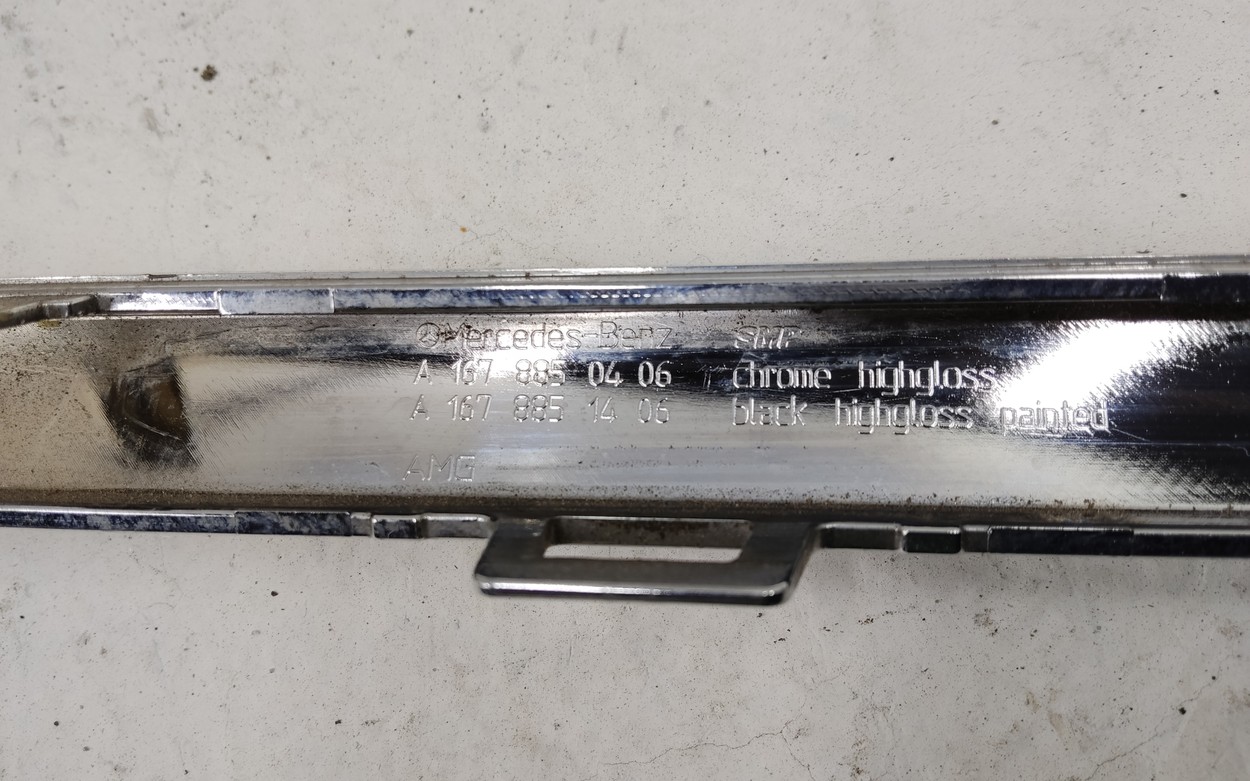 Mercedes-Benz SMP
A 167 885 04 06 chrome highgloss
A 167 885 14 06 black highgloss painted
AMG